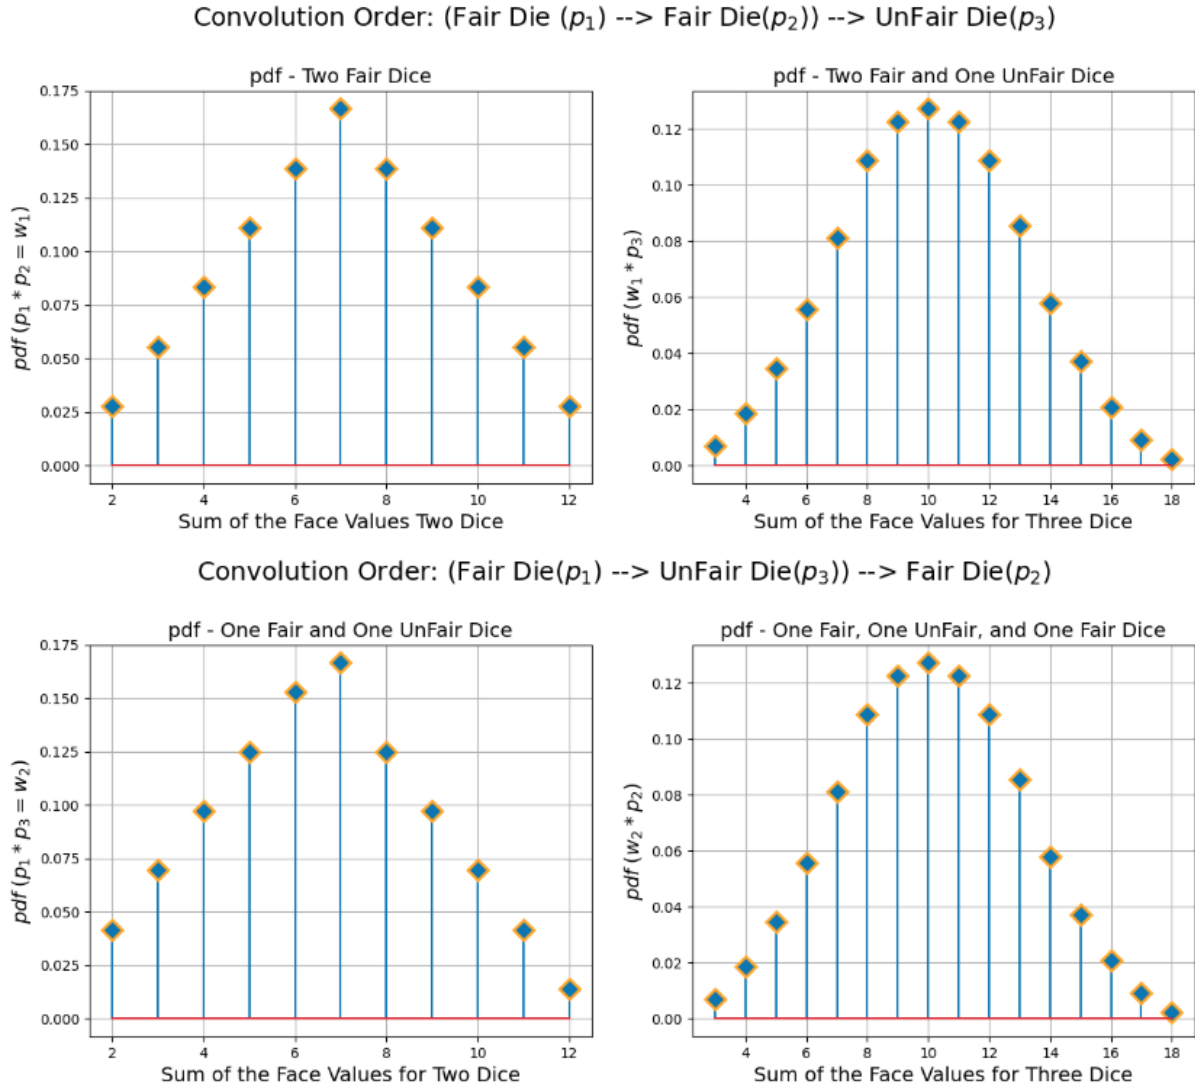 Convolution Order: (Fair Die (p₁) --> Fair Die(p₂)) --> UnFair Die(p₃)
pdf - Two Fair Dice
pdf (p₁ * p₂ = w₁)
0.175
0.150
0.125
0.100
0.075
0.050
0.025
0.000
2 4 6 8 10 12
Sum of the Face Values Two Dice
pdf - Two Fair and One UnFair Dice
pdf (w₁ * p₃)
0.12
0.10
0.08
0.06
0.04
0.02
0.00
4 6 8 10 12 14 16 18
Sum of the Face Values for Three Dice
Convolution Order: (Fair Die(p₁) --> UnFair Die(p₃)) --> Fair Die(p₂)
pdf - One Fair and One UnFair Dice
pdf (p₁ * p₃ = w₂)
0.175
0.150
0.125
0.100
0.075
0.050
0.025
0.000
2 4 6 8 10 12
Sum of the Face Values for Two Dice
pdf - One Fair, One UnFair, and One Fair Dice
pdf (w₂ * p₂)
0.12
0.10
0.08
0.06
0.04
0.02
0.00
4 6 8 10 12 14 16 18
Sum of the Face Values for Three Dice